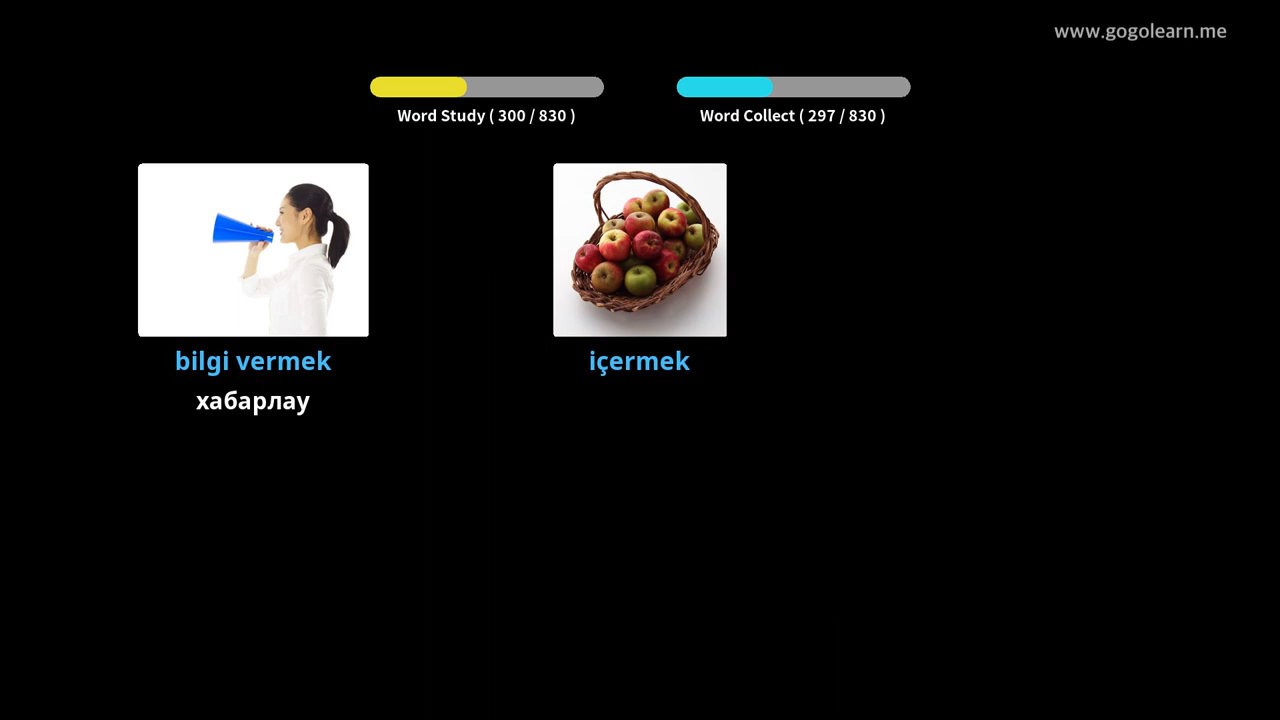 www.gogolearn.me
Word Study ( 300 / 830 )
Word Collect ( 297 / 830 )
bilgi vermek
içermek
хабарлау